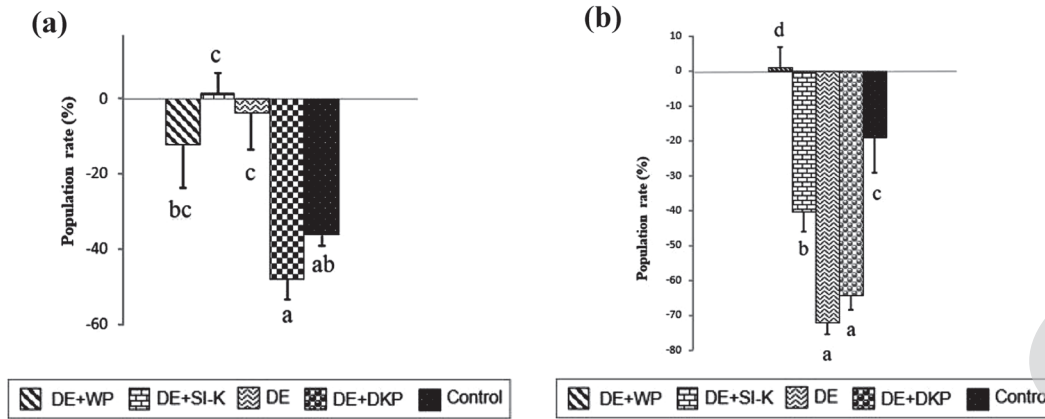 (a)
c
0
-20
-40
-60
Population rate (%)
bc
c
a
ab
DE+WP DE+SI-K DE DE+DKP Control
(b)
d
10
0
-10
-20
-30
-40
-50
-60
-70
-80
Population rate (%)
b
a
a
c
DE+WP DE+SI-K DE DE+DKP Control